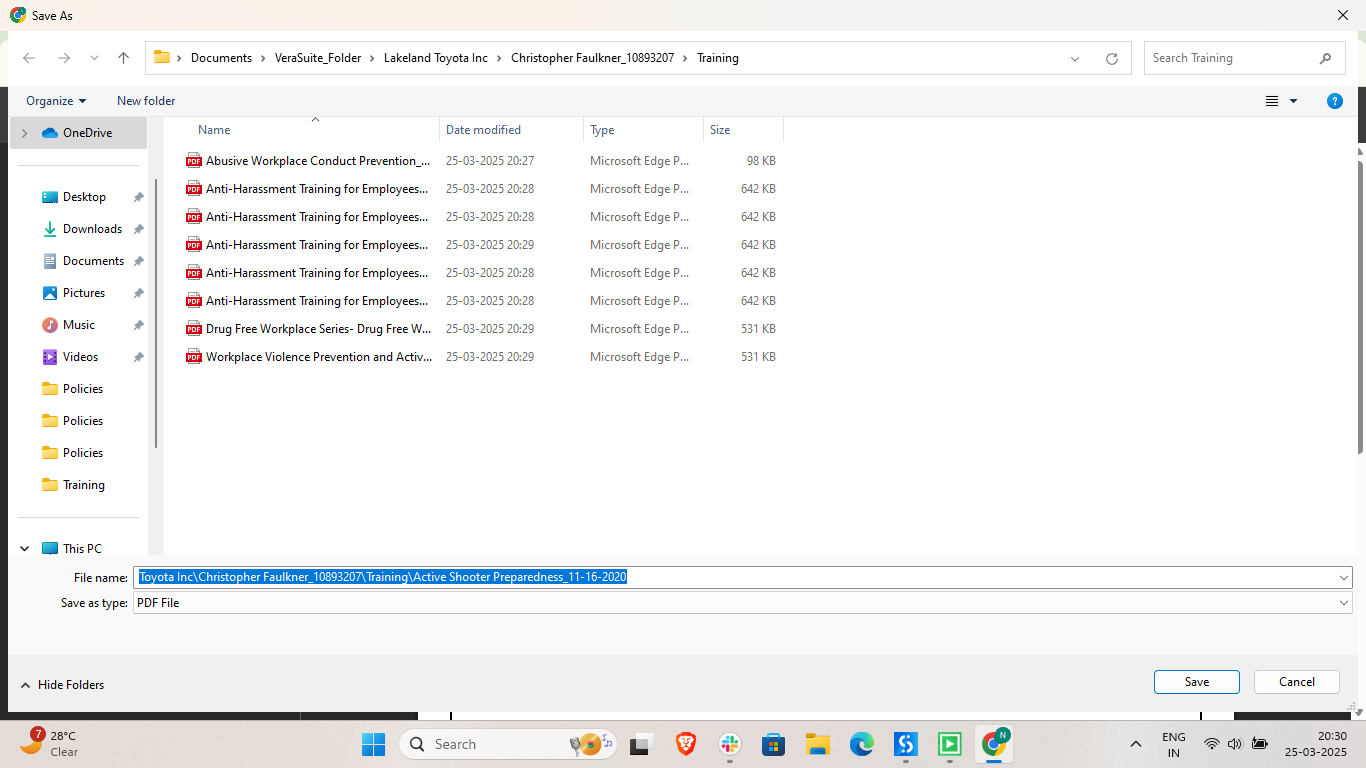 Save As
Documents > VeraSuite_Folder > Lakeland Toyota Inc > Christopher Faulkner_10893207 > Training
Search Training
Organize
New folder
?
OneDrive
Desktop
Downloads
Documents
Pictures
Music
Videos
Policies
Policies
Policies
Training
This PC
Name Date modified Type Size
PDF Abusive Workplace Conduct Prevention_... 25-03-2025 20:27 Microsoft Edge P... 98 KB
PDF Anti-Harassment Training for Employees... 25-03-2025 20:28 Microsoft Edge P... 642 KB
PDF Anti-Harassment Training for Employees... 25-03-2025 20:28 Microsoft Edge P... 642 KB
PDF Anti-Harassment Training for Employees... 25-03-2025 20:29 Microsoft Edge P... 642 KB
PDF Anti-Harassment Training for Employees... 25-03-2025 20:28 Microsoft Edge P... 642 KB
PDF Anti-Harassment Training for Employees... 25-03-2025 20:28 Microsoft Edge P... 642 KB
PDF Drug Free Workplace Series- Drug Free W... 25-03-2025 20:29 Microsoft Edge P... 531 KB
PDF Workplace Violence Prevention and Activ... 25-03-2025 20:29 Microsoft Edge P... 531 KB
File name: Toyota Inc\Christopher Faulkner_10893207\Training\Active Shooter Preparedness_11-16-2020
Save as type: PDF File
Hide Folders
Save
Cancel
7
28°C
Clear
Search
N
ENG
IN
20:30
25-03-2025